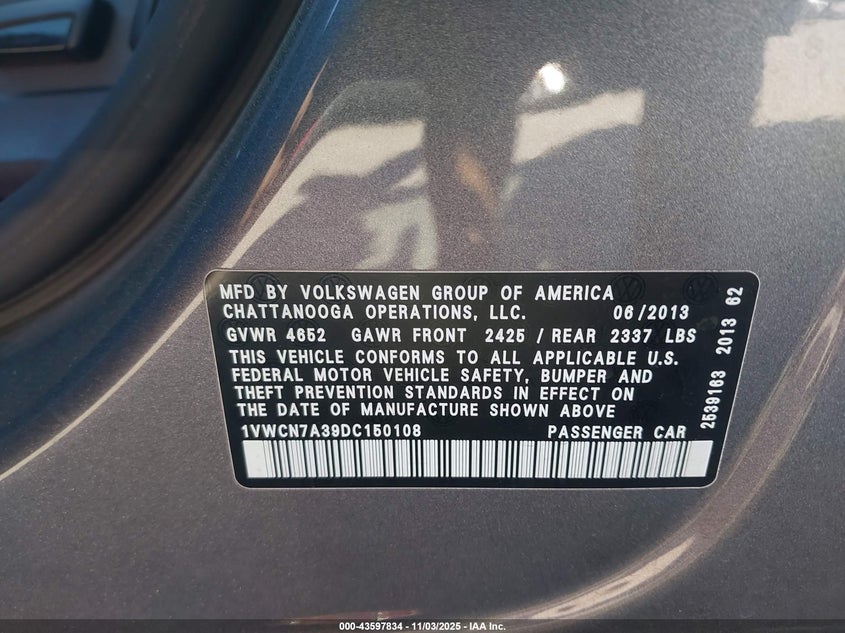 MFD BY VOLKSWAGEN GROUP OF AMERICA
CHATTANOOGA OPERATIONS, LLC. 06/2013
GVWR 4652 GAWR FRONT 2425 / REAR 2337 LBS
THIS VEHICLE CONFORMS TO ALL APPLICABLE U.S.
FEDERAL MOTOR VEHICLE SAFETY, BUMPER AND
THEFT PREVENTION STANDARDS IN EFFECT ON
THE DATE OF MANUFACTURE SHOWN ABOVE
1VWCN7A39DC150108 PASSENGER CAR
2539163 2013 62
000-43597834 - 11/03/2025 - IAA Inc.